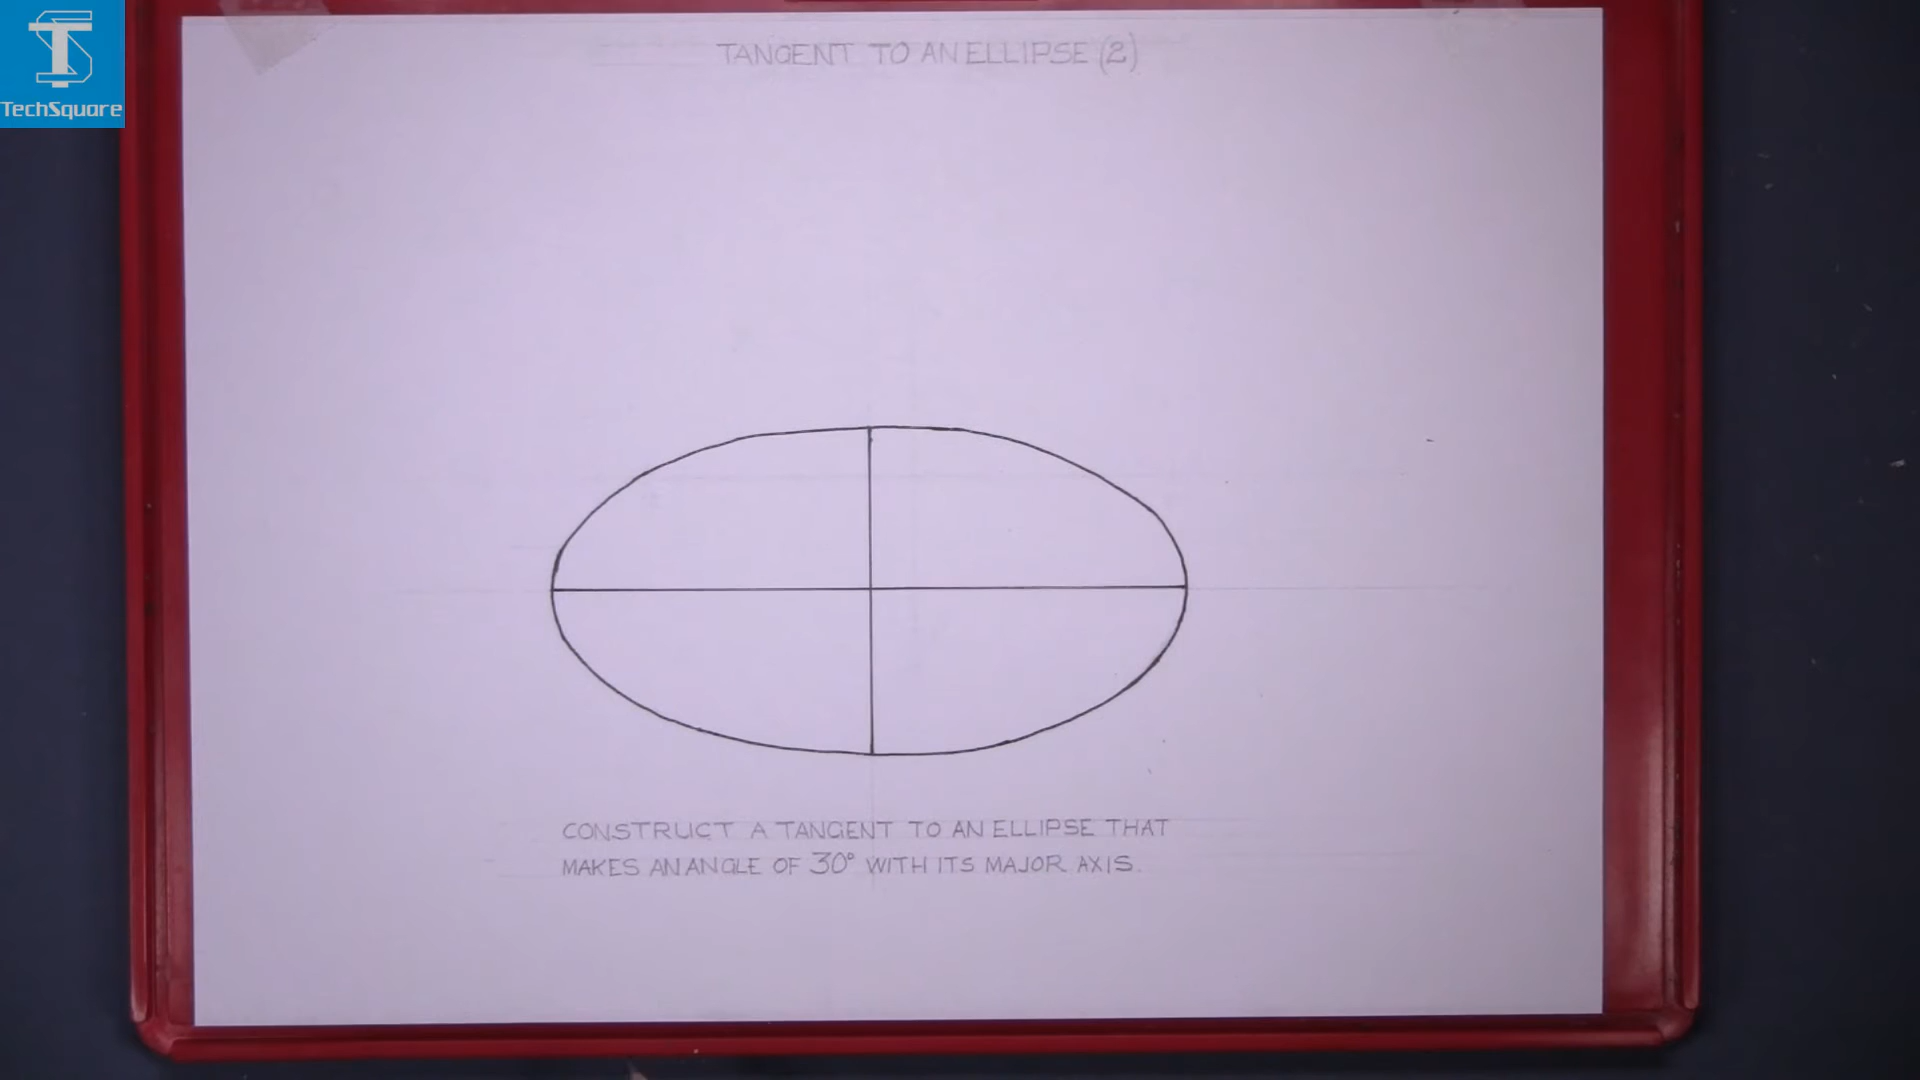 TechSquare
TANGENT TO AN ELLIPSE (2)
CONSTRUCT A TANGENT TO AN ELLIPSE THAT
MAKES AN ANGLE OF 30° WITH ITS MAJOR AXIS.